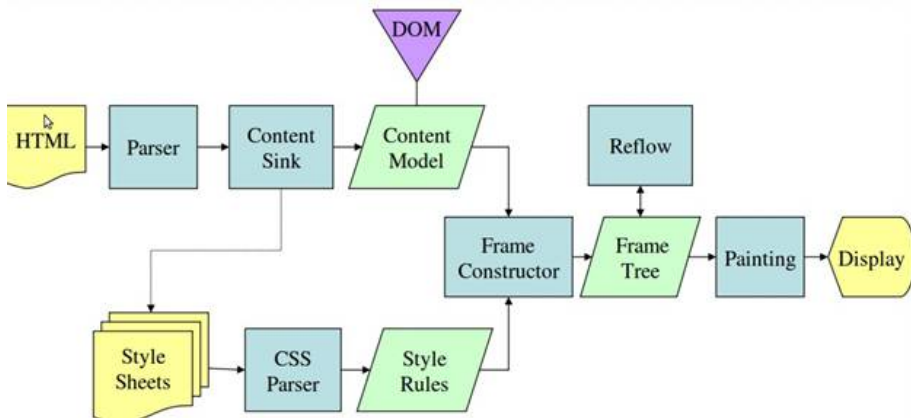 DOM
HTML
Parser
Content
Sink
Content
Model
Reflow
Frame
Constructor
Frame
Tree
Painting
Display
Style
Sheets
CSS
Parser
Style
Rules